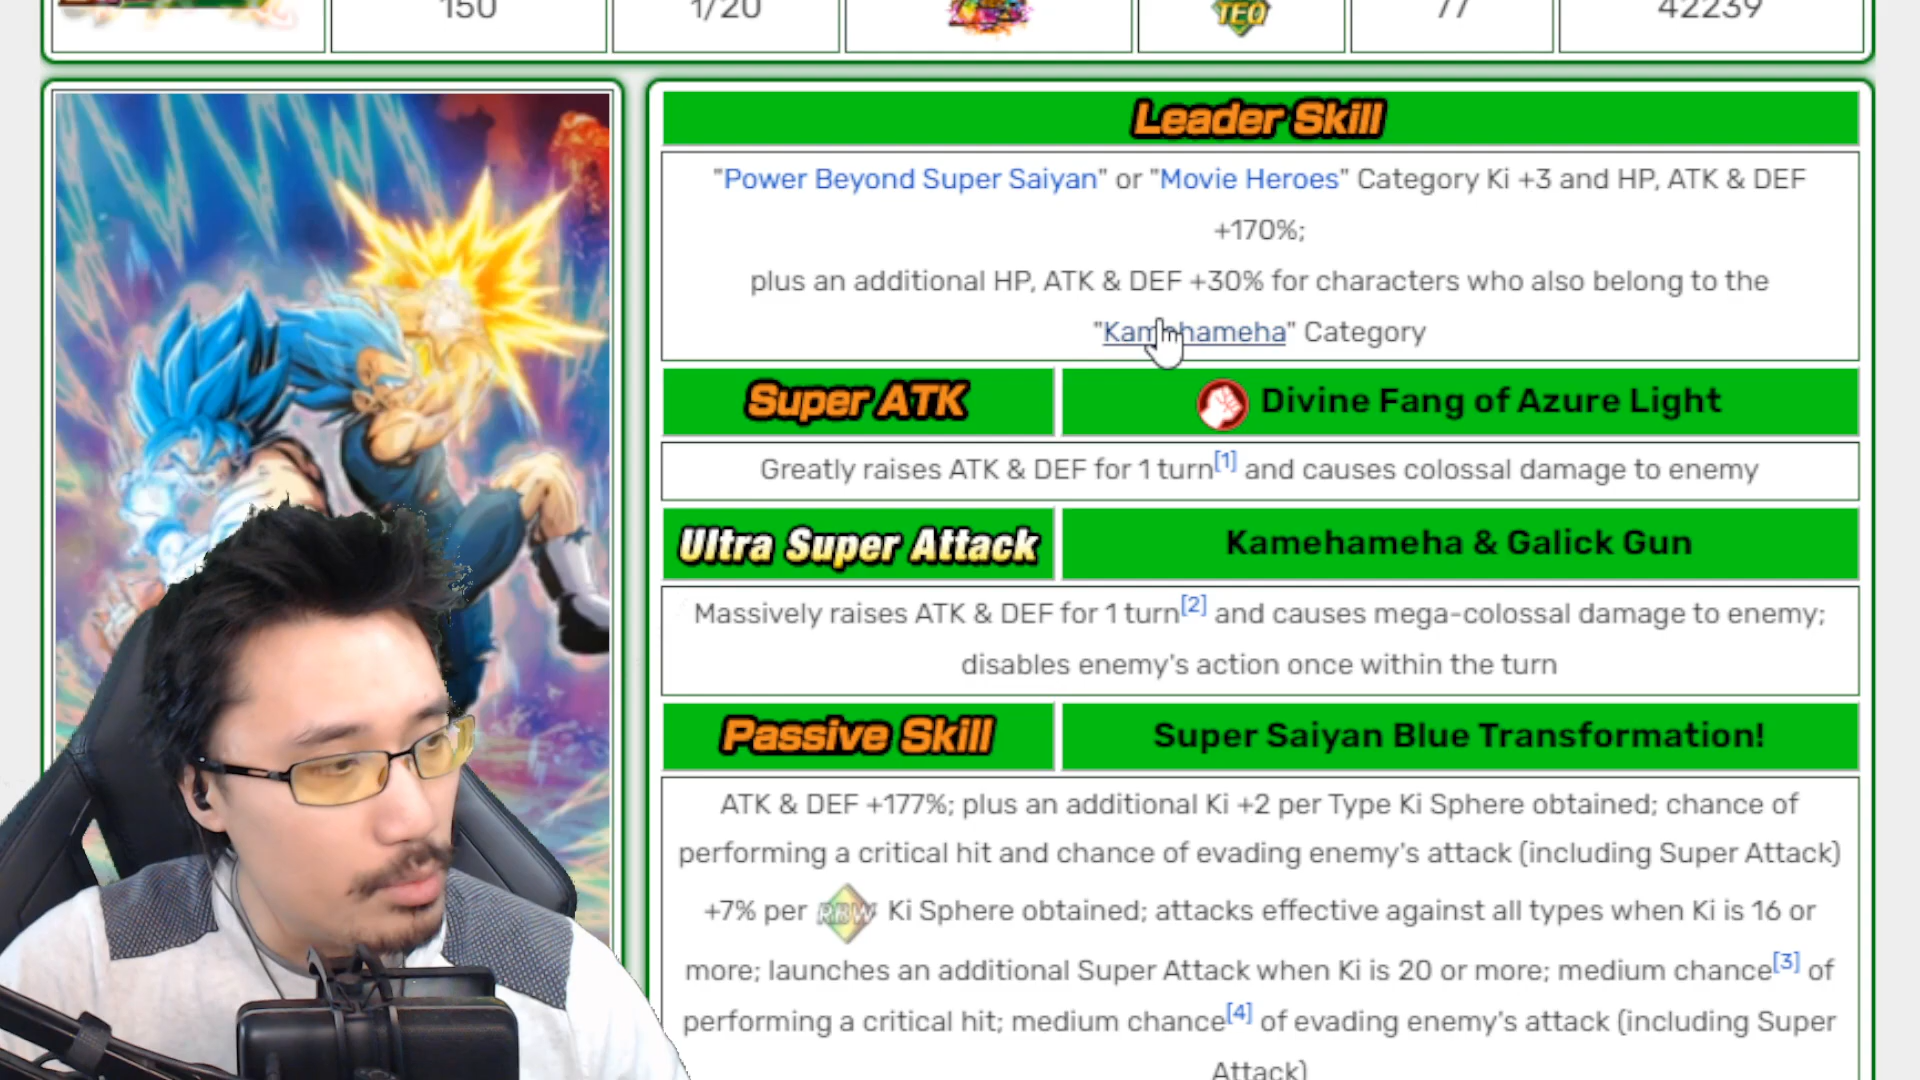 150
1/20
TEQ
77
42239
Leader Skill
"Power Beyond Super Saiyan" or "Movie Heroes" Category Ki +3 and HP, ATK & DEF
+170%;
plus an additional HP, ATK & DEF +30% for characters who also belong to the
"Kamehameha" Category
Super ATK
Divine Fang of Azure Light
Greatly raises ATK & DEF for 1 turn[1] and causes colossal damage to enemy
Ultra Super Attack
Kamehameha & Galick Gun
Massively raises ATK & DEF for 1 turn[2] and causes mega-colossal damage to enemy;
disables enemy's action once within the turn
Passive Skill
Super Saiyan Blue Transformation!
ATK & DEF +177%; plus an additional Ki +2 per Type Ki Sphere obtained; chance of
performing a critical hit and chance of evading enemy's attack (including Super Attack)
+7% per RBW Ki Sphere obtained; attacks effective against all types when Ki is 16 or
more; launches an additional Super Attack when Ki is 20 or more; medium chance[3] of
performing a critical hit; medium chance[4] of evading enemy's attack (including Super
Attack)